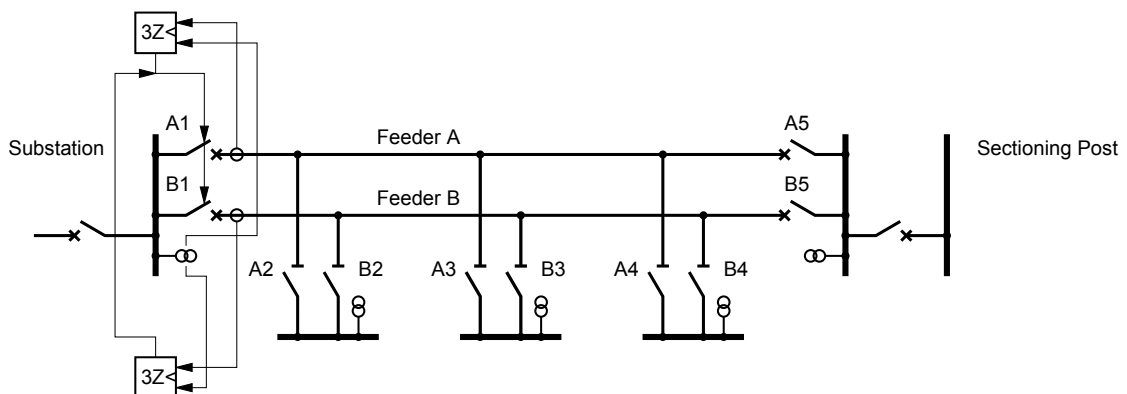 3Z<
A1
Feeder A
A5
Substation
Sectioning Post
B1
Feeder B
B5
A2
B2
A3
B3
A4
B4
3Z<